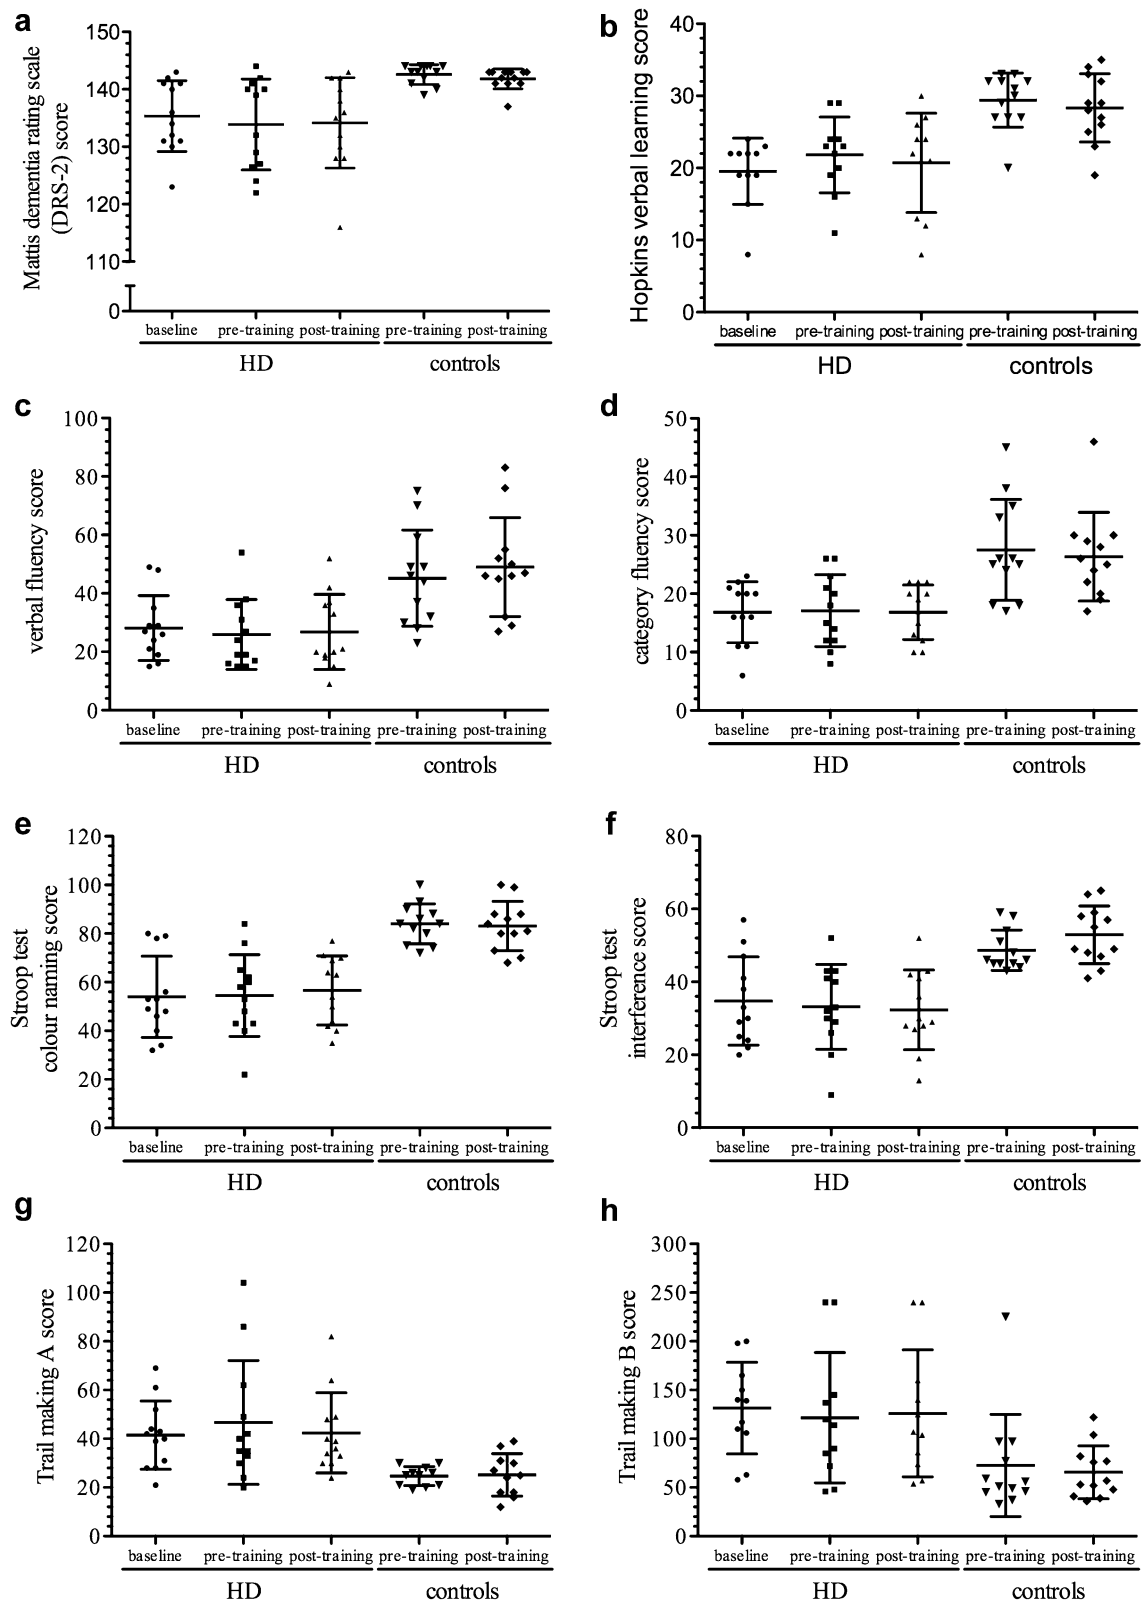 a
Mattis dementia rating scale
(DRS-2) score
150
140
130
120
110
0
baseline pre-training post-training pre-training post-training
HD controls
b
Hopkins verbal learning score
40
30
20
10
0
baseline pre-training post-training pre-training post-training
HD controls
c
verbal fluency score
100
80
60
40
20
0
baseline pre-training post-training pre-training post-training
HD controls
d
category fluency score
50
40
30
20
10
0
baseline pre-training post-training pre-training post-training
HD controls
e
Stroop test
colour naming score
120
100
80
60
40
20
0
baseline pre-training post-training pre-training post-training
HD controls
f
Stroop test
interference score
80
60
40
20
0
baseline pre-training post-training pre-training post-training
HD controls
g
Trail making A score
120
100
80
60
40
20
0
baseline pre-training post-training pre-training post-training
HD controls
h
Trail making B score
300
250
200
150
100
50
0
baseline pre-training post-training pre-training post-training
HD controls